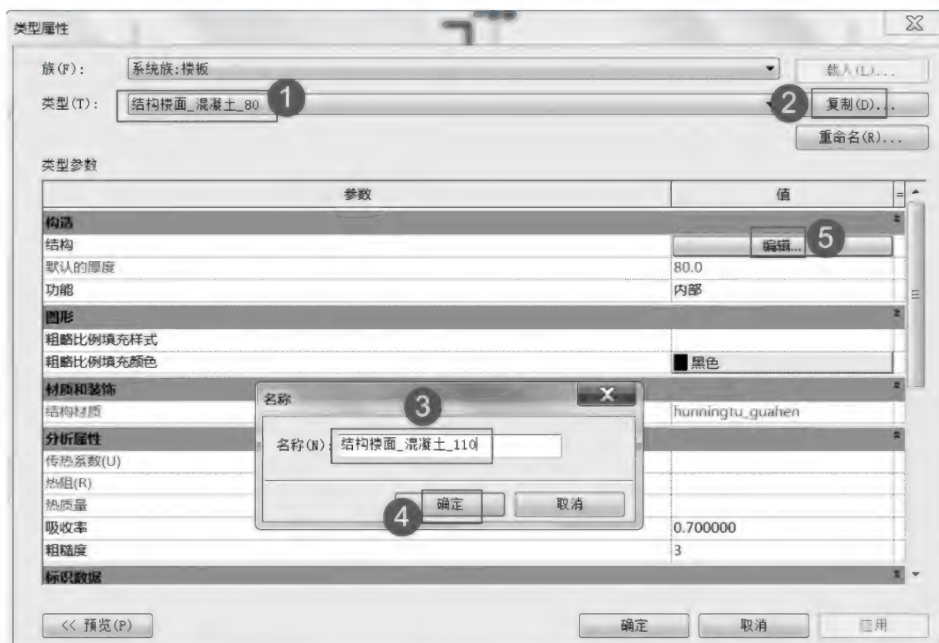 类型属性
族(F):
系统族:楼板
载入(L)...
类型(T):
结构楼面_混凝土_80
1
2
复制(D)...
重命名(R)...
类型参数
参数
值
=
构造
结构
编辑...
5
默认的厚度
80.0
功能
内部
图形
粗略比例填充样式
粗略比例填充颜色
黑色
材质和装饰
结构材质
hunningtu_guahen
分析属性
传热系数(U)
热阻(R)
热质量
吸收率
0.700000
粗糙度
3
标识数据
名称
3
名称(N):
结构楼面_混凝土_110
4
确定
取消
<< 预览(P)
确定
取消
应用